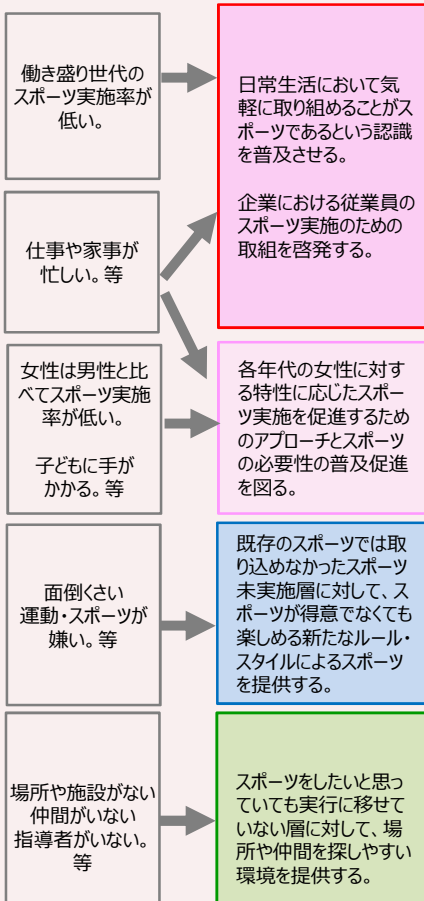 働き盛り世代の
スポーツ実施率が
低い。
日常生活において気
軽に取り組めることがス
ポーツであるという認識
を普及させる。
企業における従業員の
スポーツ実施のための
取組を啓発する。
仕事や家事が
忙しい。等
女性は男性と比
べてスポーツ実施
率が低い。
子どもに手が
かかる。等
各年代の女性に対す
る特性に応じたスポー
ツ実施を促進するため
のアプローチとスポーツ
の必要性の普及促進
を図る。
面倒くさい
運動・スポーツが
嫌い。等
既存のスポーツでは取
り込めなかったスポーツ
未実施層に対して、ス
ポーツが得意でなくても
楽しめる新たなルール・
スタイルによるスポーツ
を提供する。
場所や施設がない
仲間がいない
指導者がいない。
等
スポーツをしたいと思っ
ていても実行に移せて
いない層に対して、場
所や仲間を探しやすい
環境を提供する。